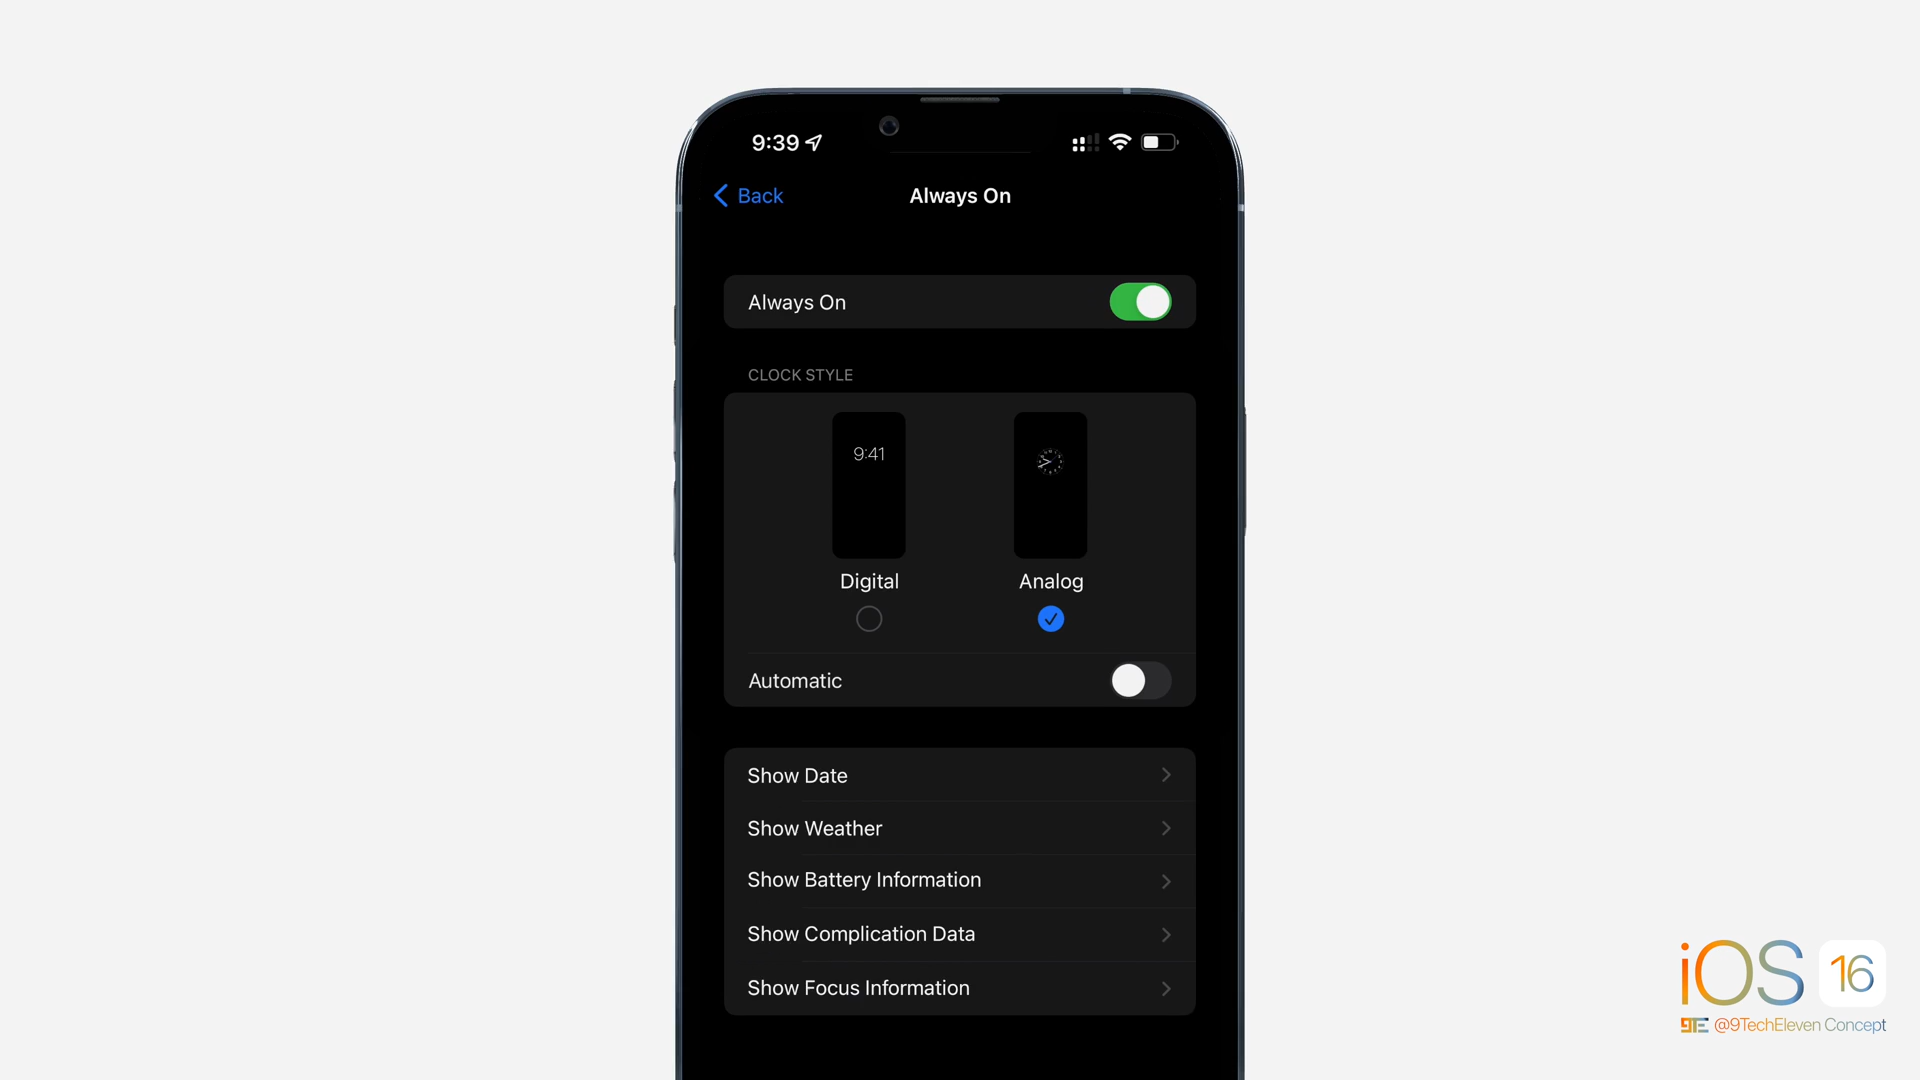 9:39
Back
Always On
Always On
CLOCK STYLE
9:41
Digital
Analog
Automatic
Show Date
Show Weather
Show Battery Information
Show Complication Data
Show Focus Information
iOS 16
9TE @9TechEleven Concept